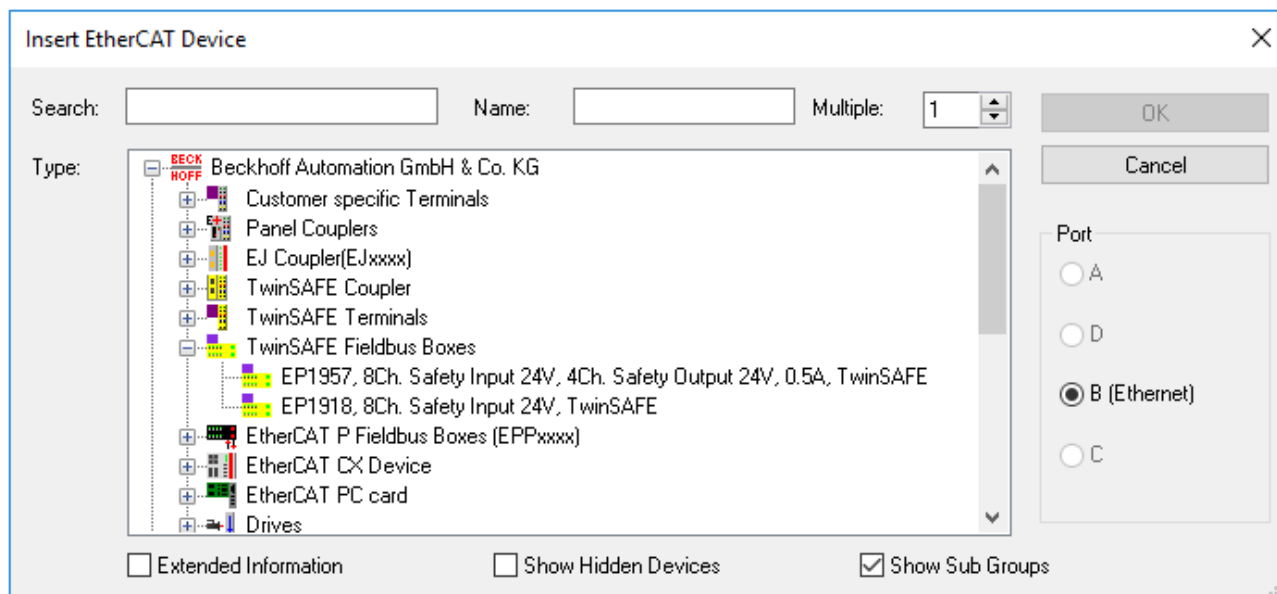 Insert EtherCAT Device
Search:
Name:
Multiple: 1
OK
Type:
BECKHOFF Beckhoff Automation GmbH & Co. KG
Cancel
Customer specific Terminals
Panel Couplers
Port
EJ Coupler(EJxxxx)
A
TwinSAFE Coupler
TwinSAFE Terminals
D
TwinSAFE Fieldbus Boxes
EP1957, 8Ch. Safety Input 24V, 4Ch. Safety Output 24V, 0.5A, TwinSAFE
B (Ethernet)
EP1918, 8Ch. Safety Input 24V, TwinSAFE
EtherCAT P Fieldbus Boxes (EPPxxxx)
C
EtherCAT CX Device
EtherCAT PC card
Drives
Extended Information
Show Hidden Devices
Show Sub Groups